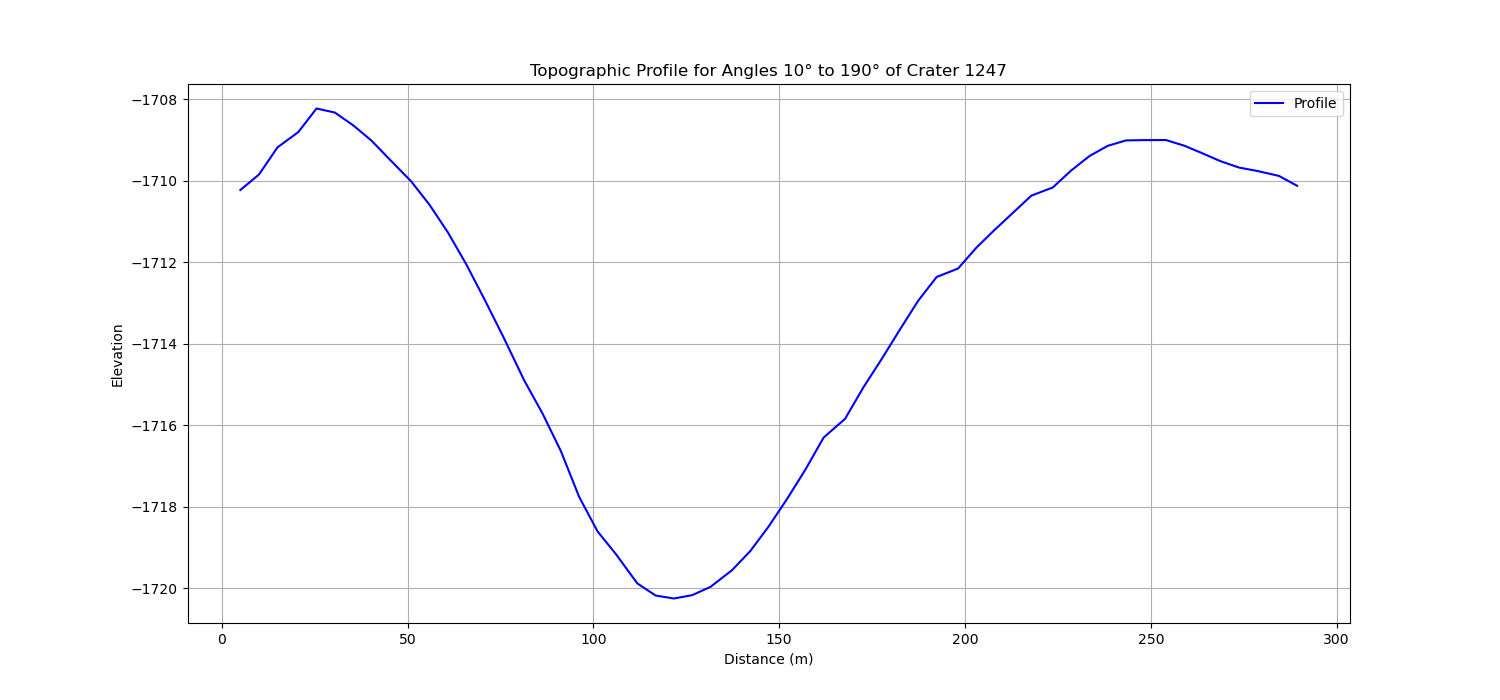 Topographic Profile for Angles 10° to 190° of Crater 1247
Profile
Elevation
−1708
−1710
−1712
−1714
−1716
−1718
−1720
0 50 100 150 200 250 300
Distance (m)